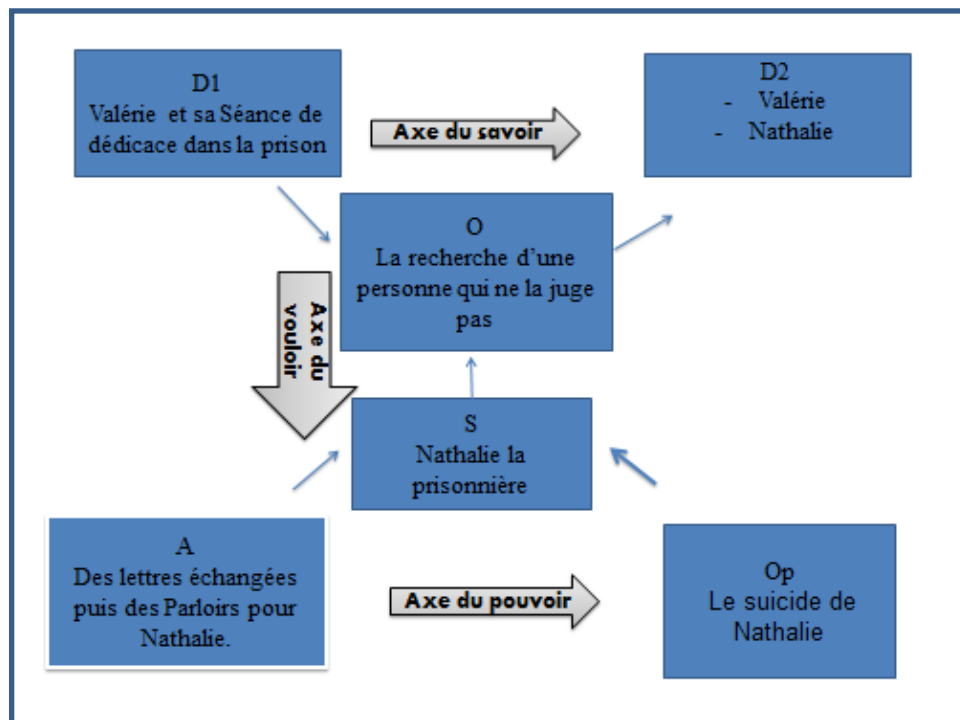 D1
Valérie et sa Séance de
dédicace dans la prison
Axe du savoir
D2
- Valérie
- Nathalie
O
La recherche d’une
personne qui ne la juge
pas
Axe du
vouloir
S
Nathalie la
prisonnière
A
Des lettres échangées
puis des Parloirs pour
Nathalie.
Axe du pouvoir
Op
Le suicide de
Nathalie